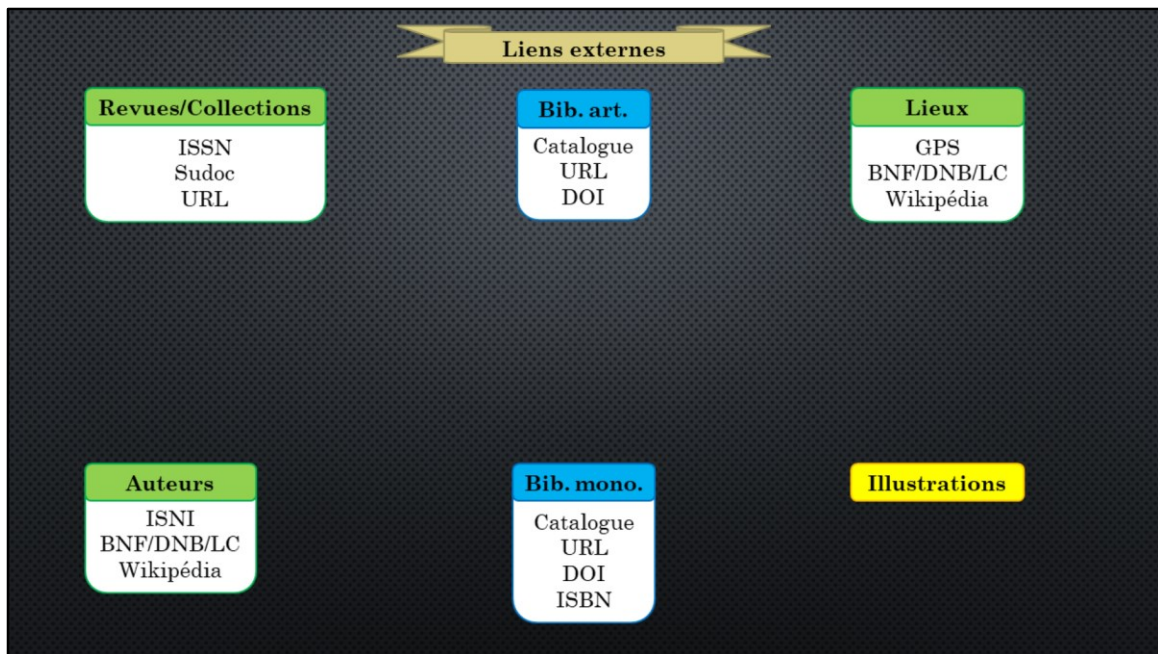 Liens externes
Revues/Collections
ISSN
Sudoc
URL
Bib. art.
Catalogue
URL
DOI
Lieux
GPS
BNF/DNB/LC
Wikipédia
Auteurs
ISNI
BNF/DNB/LC
Wikipédia
Bib. mono.
Catalogue
URL
DOI
ISBN
Illustrations